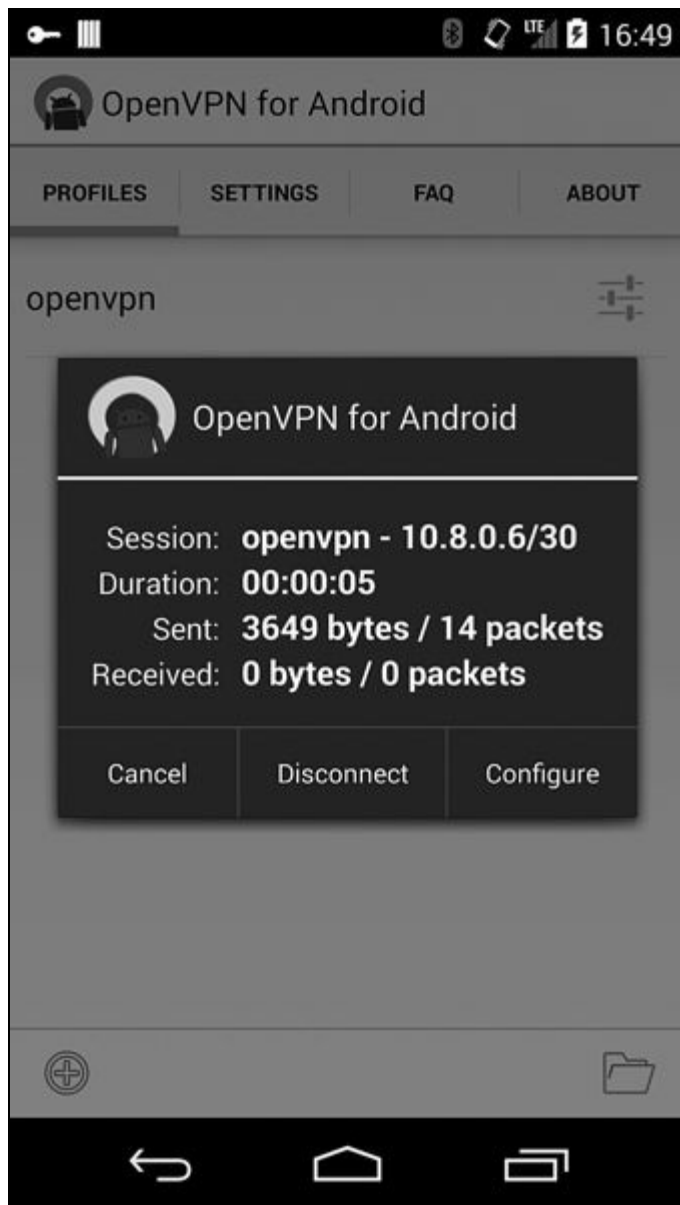 LTE 16:49
OpenVPN for Android
PROFILES SETTINGS FAQ ABOUT
openvpn
OpenVPN for Android
Session: openvpn - 10.8.0.6/30
Duration: 00:00:05
Sent: 3649 bytes / 14 packets
Received: 0 bytes / 0 packets
Cancel Disconnect Configure